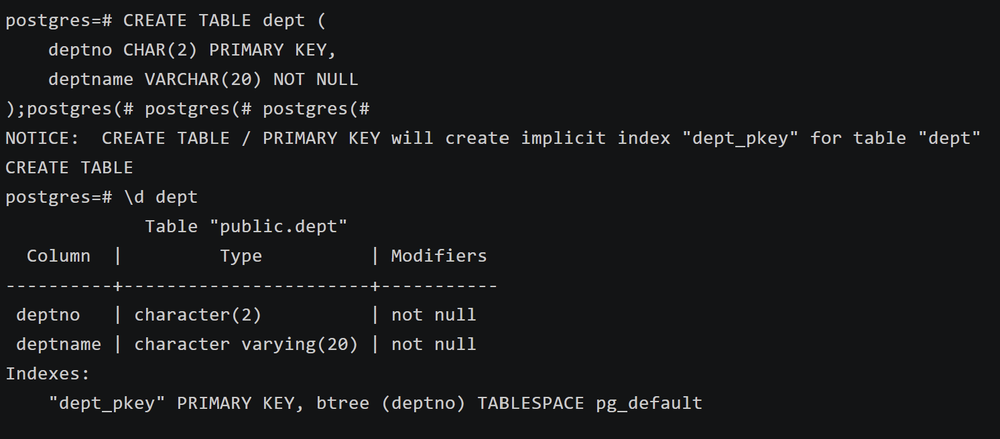 postgres=# CREATE TABLE dept (
    deptno CHAR(2) PRIMARY KEY,
    deptname VARCHAR(20) NOT NULL
);postgres(# postgres(# postgres(#
NOTICE:  CREATE TABLE / PRIMARY KEY will create implicit index "dept_pkey" for table "dept"
CREATE TABLE
postgres=# \d dept
             Table "public.dept"
  Column  |         Type          | Modifiers
----------+-----------------------+-----------
 deptno   | character(2)          | not null
 deptname | character varying(20) | not null
Indexes:
    "dept_pkey" PRIMARY KEY, btree (deptno) TABLESPACE pg_default